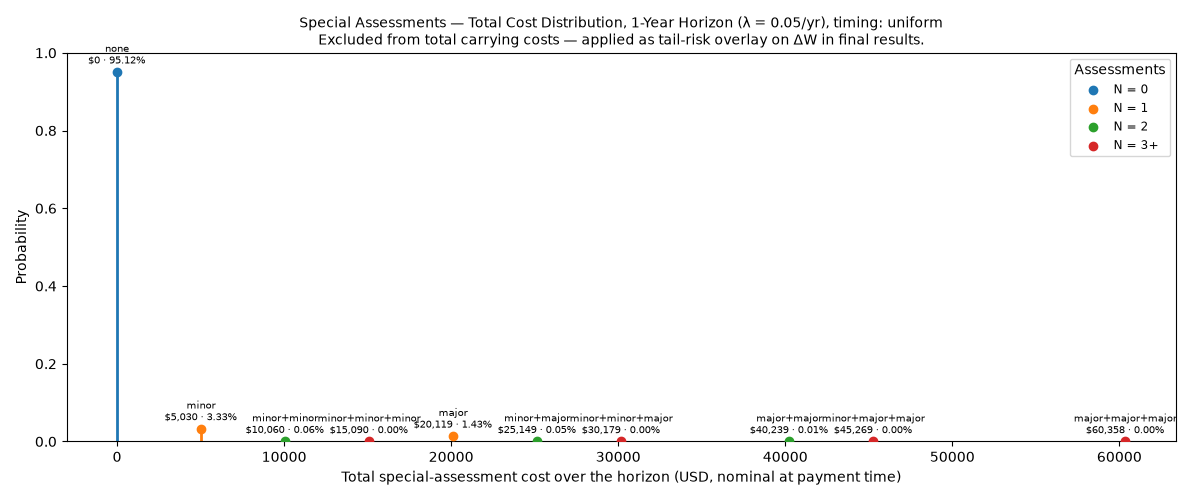 Special Assessments — Total Cost Distribution, 1-Year Horizon (λ = 0.05/yr), timing: uniform
Excluded from total carrying costs — applied as tail-risk overlay on ΔW in final results.
Probability
1.0
0.8
0.6
0.4
0.2
0.0
none
$0 · 95.12%
minor
$5,030 · 3.33%
minor+minor
$10,060 · 0.06%
minor+minor+minor
$15,090 · 0.00%
major
$20,119 · 1.43%
minor+major
$25,149 · 0.05%
minor+minor+major
$30,179 · 0.00%
major+major
$40,239 · 0.01%
minor+major+major
$45,269 · 0.00%
major+major+major
$60,358 · 0.00%
Assessments
N = 0
N = 1
N = 2
N = 3+
0
10000
20000
30000
40000
50000
60000
Total special-assessment cost over the horizon (USD, nominal at payment time)